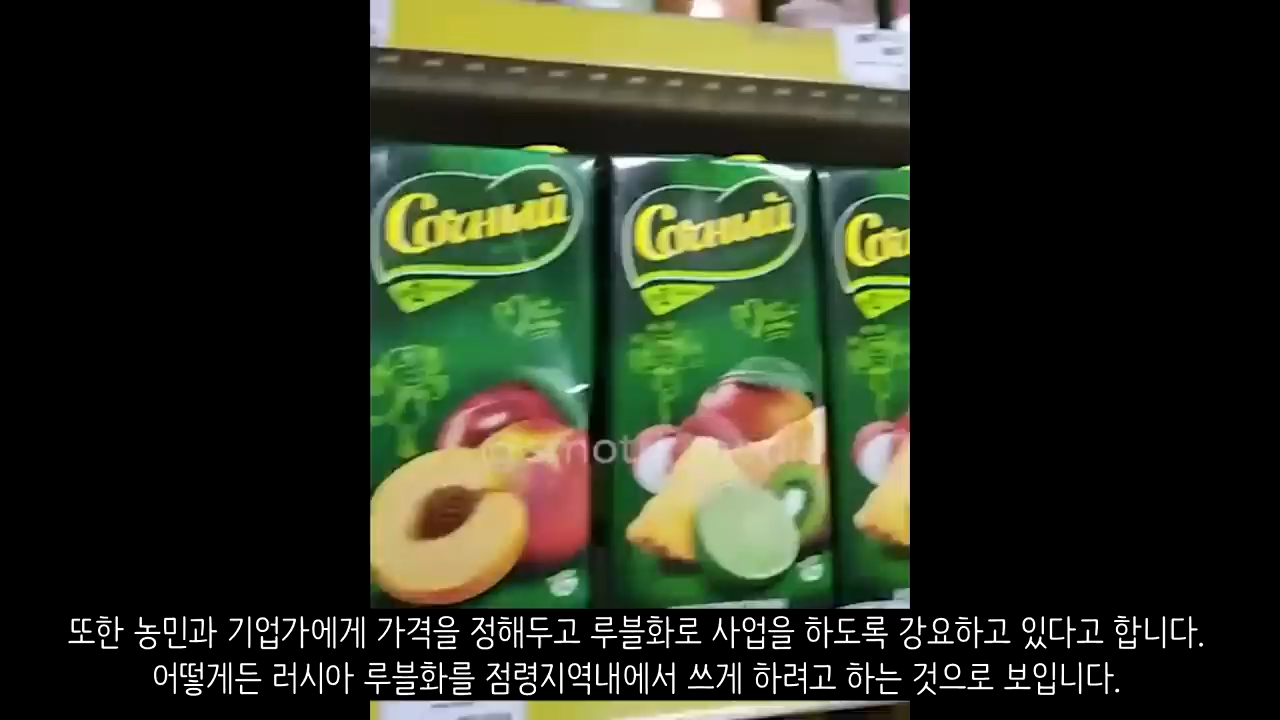 Сочный
Сочный
Соч
또한 농민과 기업가에게 가격을 정해두고 루블화로 사업을 하도록 강요하고 있다고 합니다.
어떻게든 러시아 루블화를 점령지역내에서 쓰게 하려고 하는 것으로 보입니다.